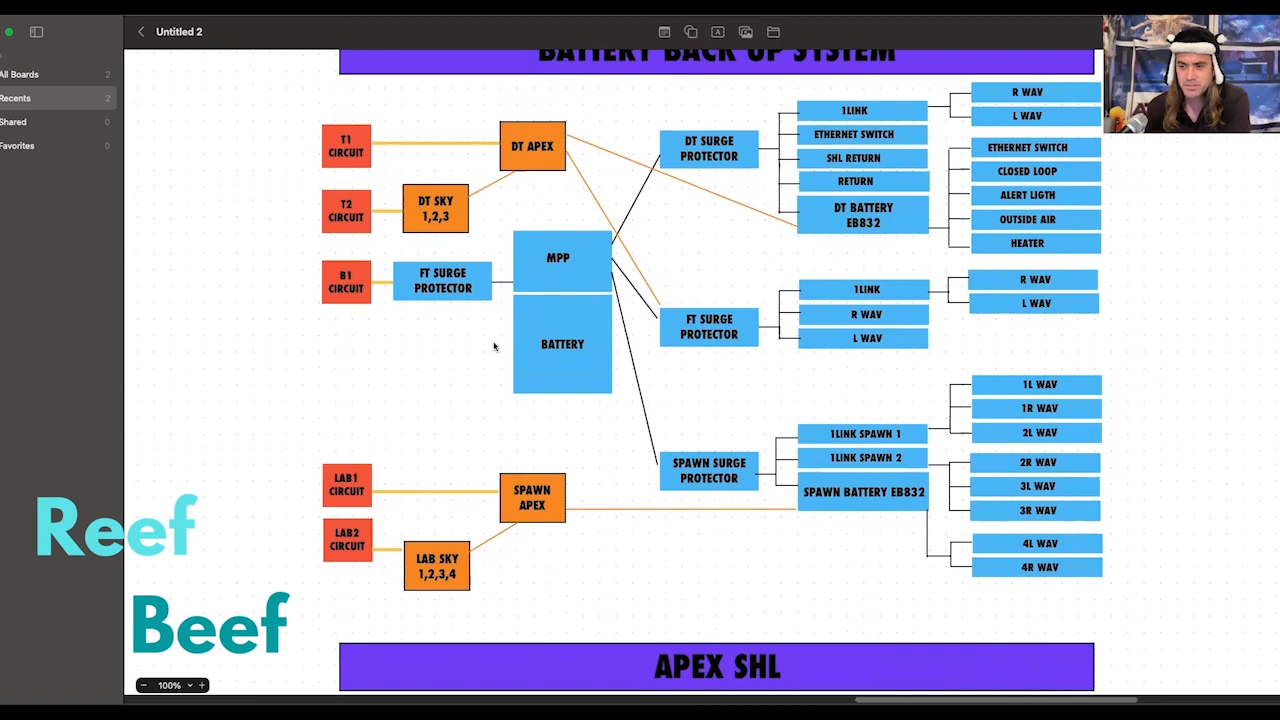 Untitled 2
All Boards 2
Recents 2
Shared 0
Favorites 0
BATTERY BACK UP SYSTEM
T1
CIRCUIT
T2
CIRCUIT
B1
CIRCUIT
DT APEX
DT SKY
1,2,3
FT SURGE
PROTECTOR
MPP
BATTERY
DT SURGE
PROTECTOR
1LINK
ETHERNET SWITCH
SHL RETURN
RETURN
DT BATTERY
EB832
R WAV
L WAV
ETHERNET SWITCH
CLOSED LOOP
ALERT LIGTH
OUTSIDE AIR
HEATER
FT SURGE
PROTECTOR
1LINK
R WAV
L WAV
R WAV
L WAV
LAB1
CIRCUIT
LAB2
CIRCUIT
SPAWN
APEX
LAB SKY
1,2,3,4
SPAWN SURGE
PROTECTOR
1LINK SPAWN 1
1LINK SPAWN 2
SPAWN BATTERY EB832
1L WAV
1R WAV
2L WAV
2R WAV
3L WAV
3R WAV
4L WAV
4R WAV
Reef
Beef
APEX SHL
100%